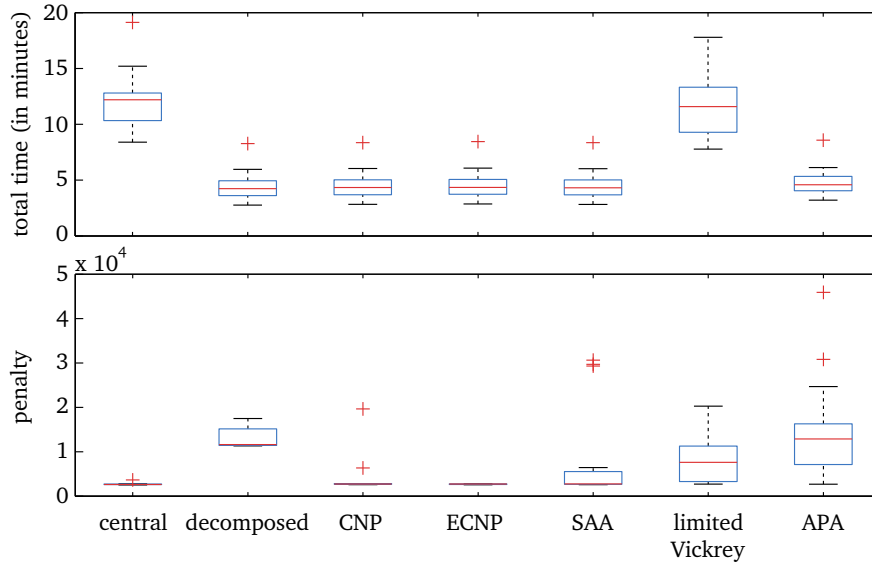 total time (in minutes)
20
15
10
5
0
x 10^4
penalty
5
4
3
2
1
0
central decomposed CNP ECNP SAA limited Vickrey APA